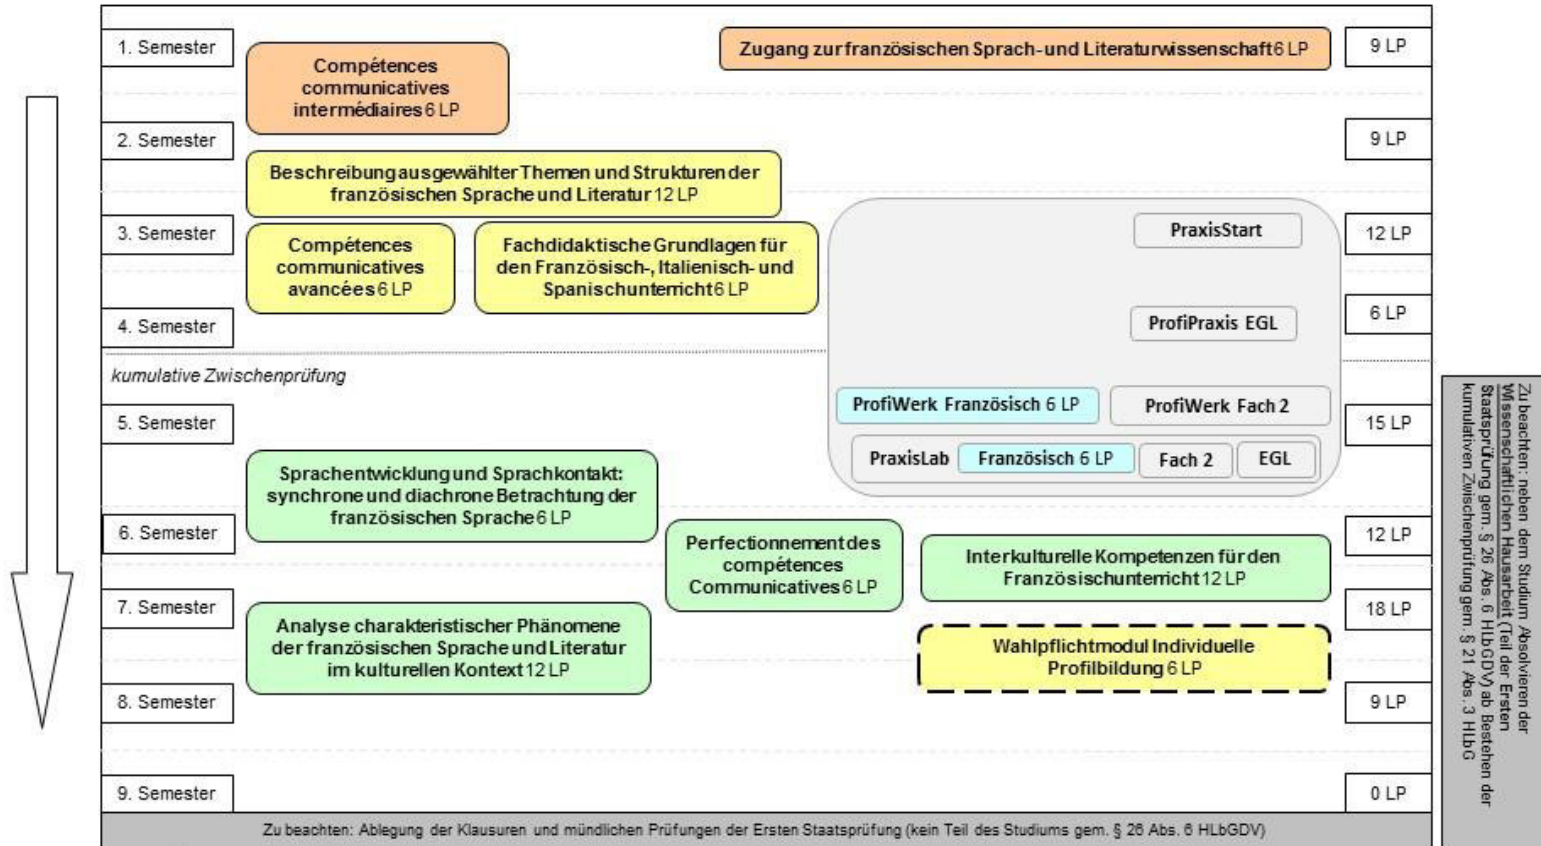 1. Semester
Zugang zur französischen Sprach- und Literaturwissenschaft 6 LP
9 LP
Compétences
communicatives
intermédiaires 6 LP
2. Semester
9 LP
Beschreibung ausgewählter Themen und Strukturen der
französischen Sprache und Literatur 12 LP
3. Semester
PraxisStart
12 LP
Compétences
communicatives
avancées 6 LP
Fachdidaktische Grundlagen für
den Französisch-, Italienisch- und
Spanischunterricht 6 LP
4. Semester
ProfiPraxis EGL
6 LP
kumulative Zwischenprüfung
5. Semester
ProfiWerk Französisch 6 LP
ProfiWerk Fach 2
15 LP
PraxisLab
Französisch 6 LP
Fach 2
EGL
Sprachentwicklung und Sprachkontakt:
synchrone und diachrone Betrachtung der
französischen Sprache 6 LP
6. Semester
12 LP
Perfectionnement des
compétences
Communicatives 6 LP
Interkulturelle Kompetenzen für den
Französischunterricht 12 LP
7. Semester
18 LP
Analyse charakteristischer Phänomene
der französischen Sprache und Literatur
im kulturellen Kontext 12 LP
Wahlpflichtmodul Individuelle
Profilbildung 6 LP
8. Semester
9 LP
9. Semester
0 LP
Zu beachten: Ablegung der Klausuren und mündlichen Prüfungen der Ersten Staatsprüfung (kein Teil des Studiums gem. § 26 Abs. 6 HLbGDV)
Zu beachten: neben dem Studium Absolvieren der
Wissenschaftlichen Hausarbeit (Teil der Ersten
Staatsprüfung gem. § 26 Abs. 6 HLbGDV) ab Bestehen der
kumulativen Zwischenprüfung gem. § 21 Abs. 3 HLbG